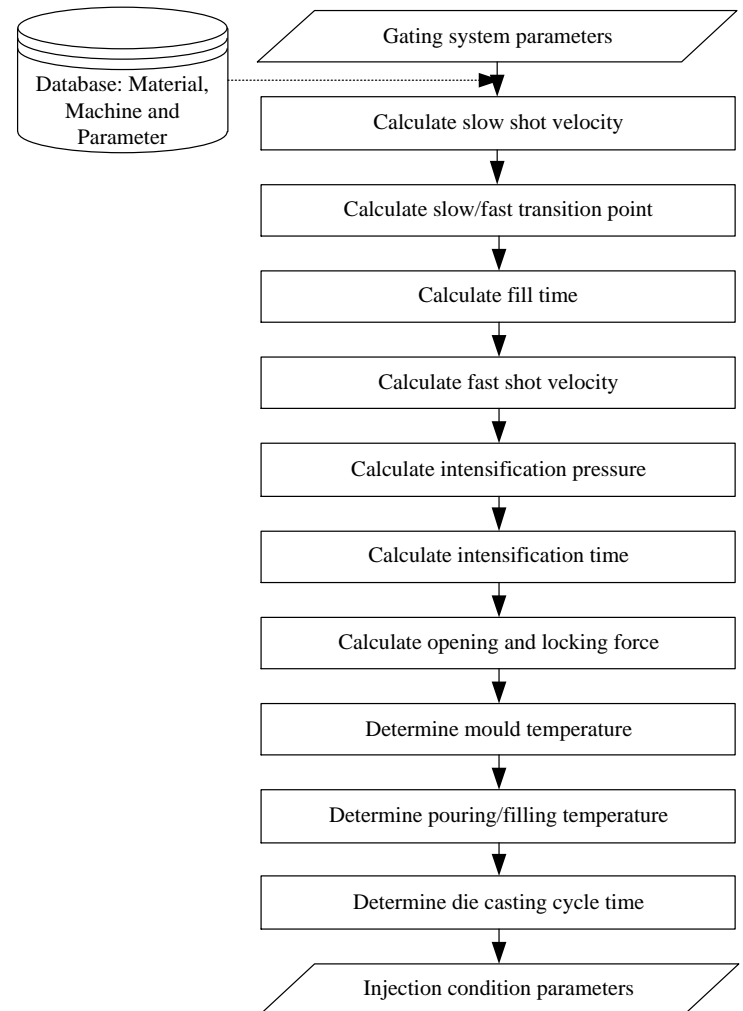 Gating system parameters
Database: Material,
Machine and
Parameter
Calculate slow shot velocity
Calculate slow/fast transition point
Calculate fill time
Calculate fast shot velocity
Calculate intensification pressure
Calculate intensification time
Calculate opening and locking force
Determine mould temperature
Determine pouring/filling temperature
Determine die casting cycle time
Injection condition parameters